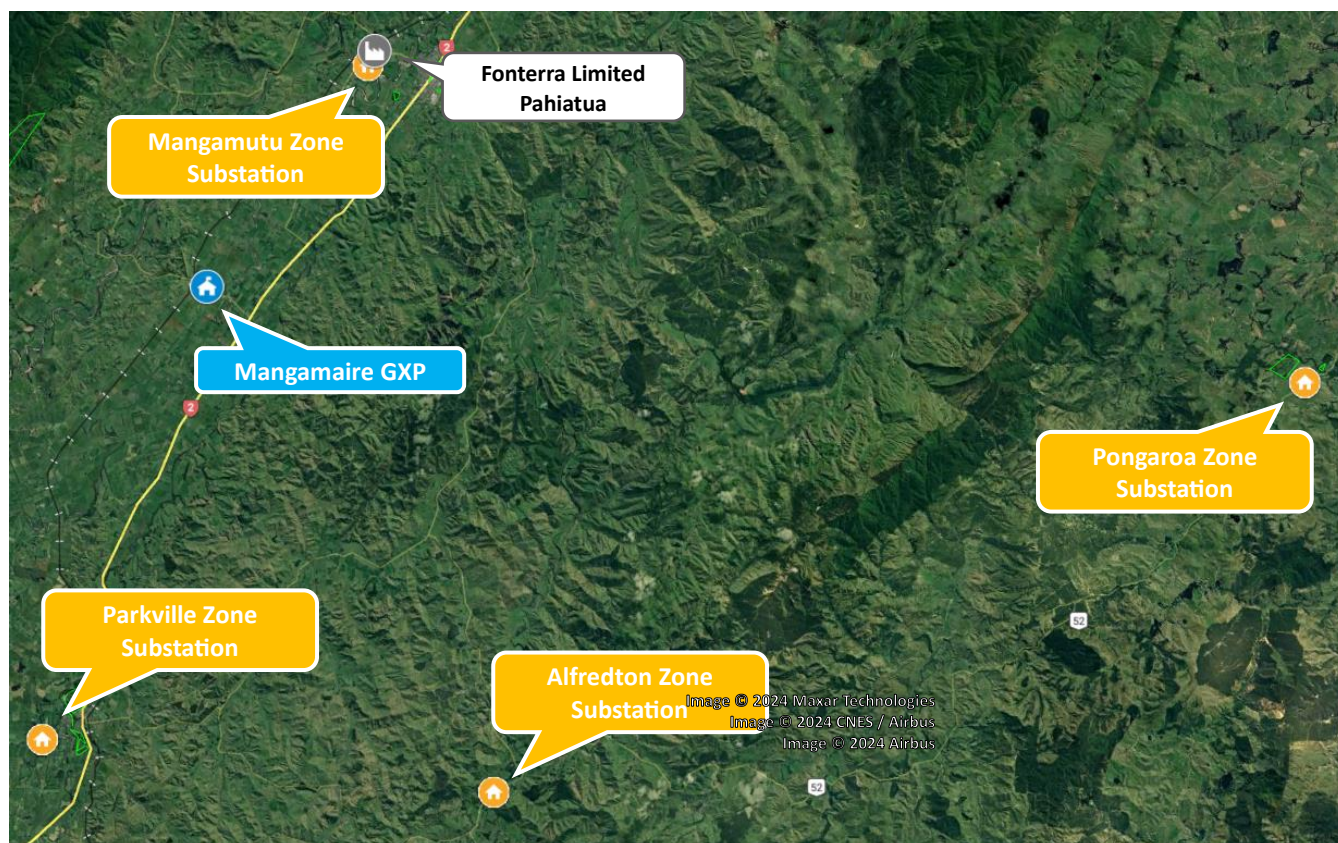 2
Fonterra Limited
Pahiatua
Mangamutu Zone
Substation
Mangamaire GXP
2
Pongaroa Zone
Substation
Parkville Zone
Substation
52
Alfredton Zone
Substation
Image © 2024 Maxar Technologies
Image © 2024 CNES / Airbus
Image © 2024 Airbus
52